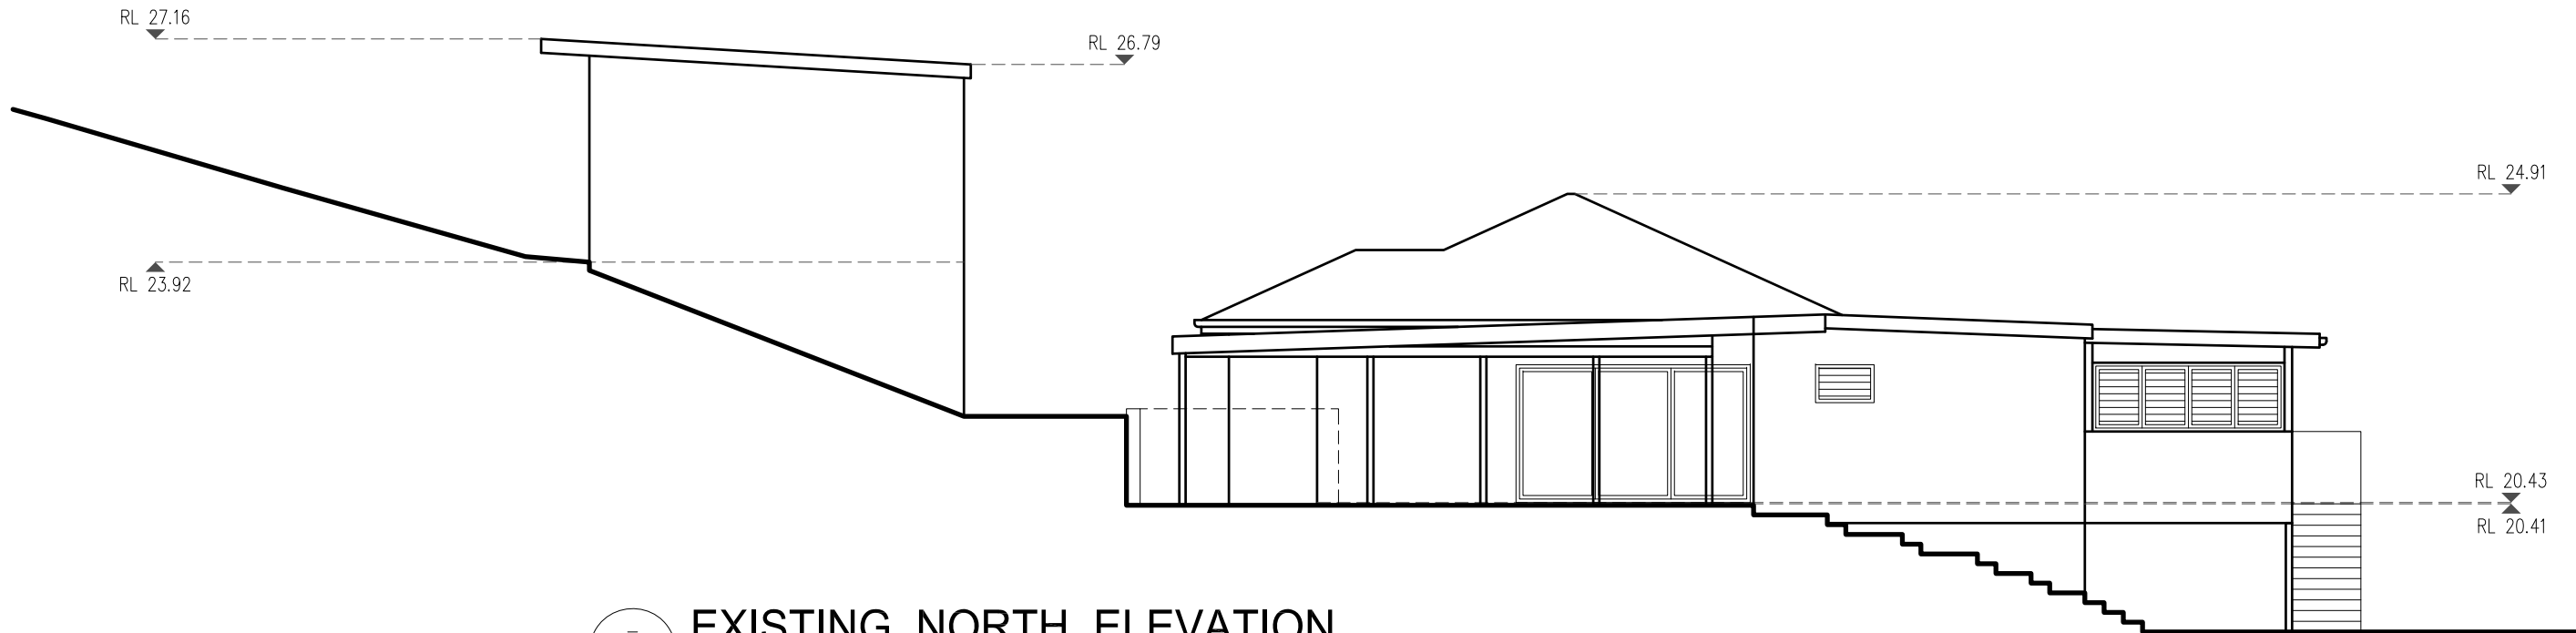 RL 27.16
RL 26.79
RL 24.91
RL 23.92
RL 20.43
RL 20.41
EXISTING NORTH ELEVATION